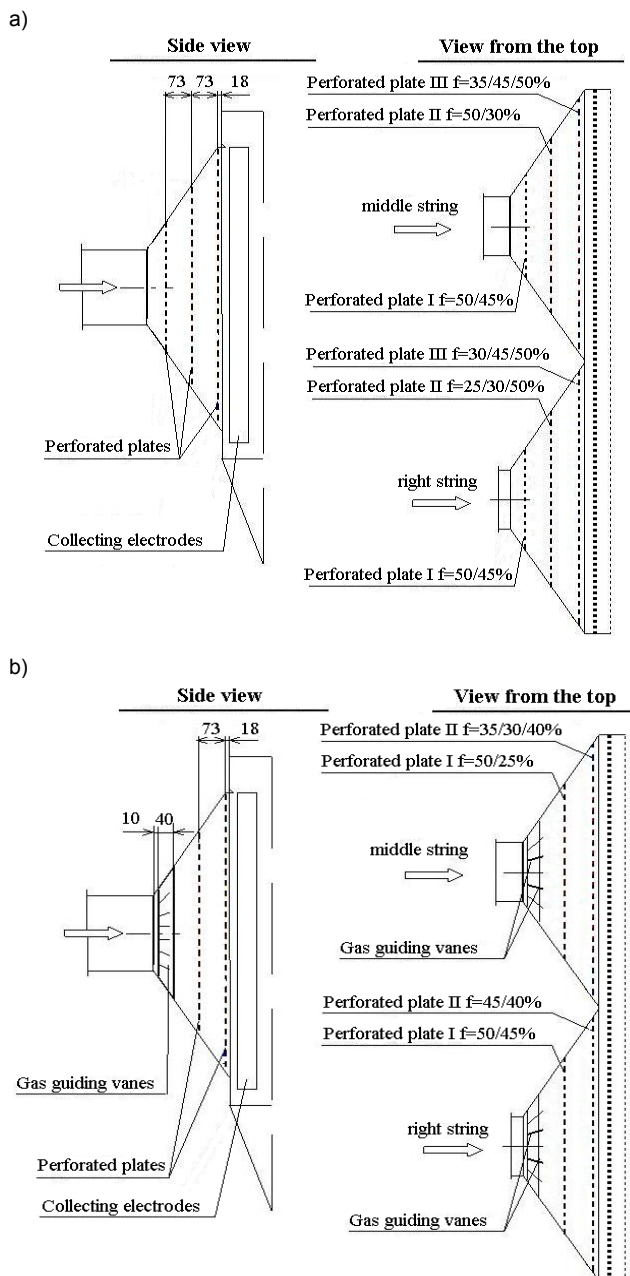 a)
Side view
73 73 18
Perforated plates
Collecting electrodes
View from the top
Perforated plate III f=35/45/50%
Perforated plate II f=50/30%
middle string
Perforated plate I f=50/45%
Perforated plate III f=30/45/50%
Perforated plate II f=25/30/50%
right string
Perforated plate I f=50/45%
b)
Side view
73 18
10 40
Gas guiding vanes
Perforated plates
Collecting electrodes
View from the top
Perforated plate II f=35/30/40%
Perforated plate I f=50/25%
middle string
Gas guiding vanes
Perforated plate II f=45/40%
Perforated plate I f=50/45%
right string
Gas guiding vanes